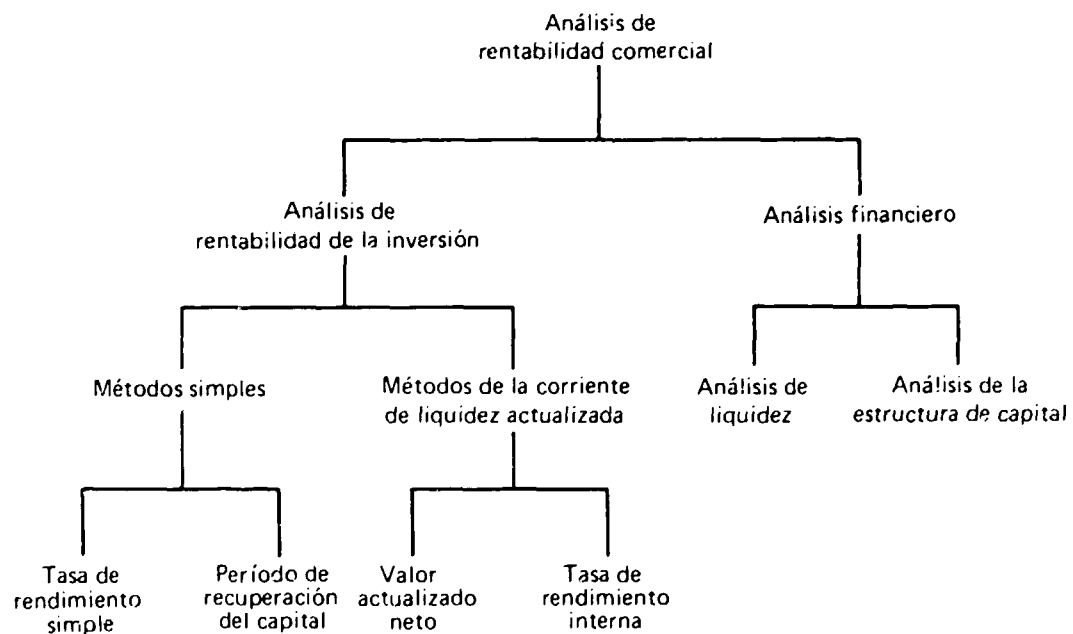 Análisis de
rentabilidad comercial
Análisis de
rentabilidad de la inversión
Análisis financiero
Métodos simples
Métodos de la corriente
de liquidez actualizada
Análisis de
liquidez
Análisis de la
estructura de capital
Tasa de
rendimiento
simple
Período de
recuperación
del capital
Valor
actualizado
neto
Tasa de
rendimiento
interna